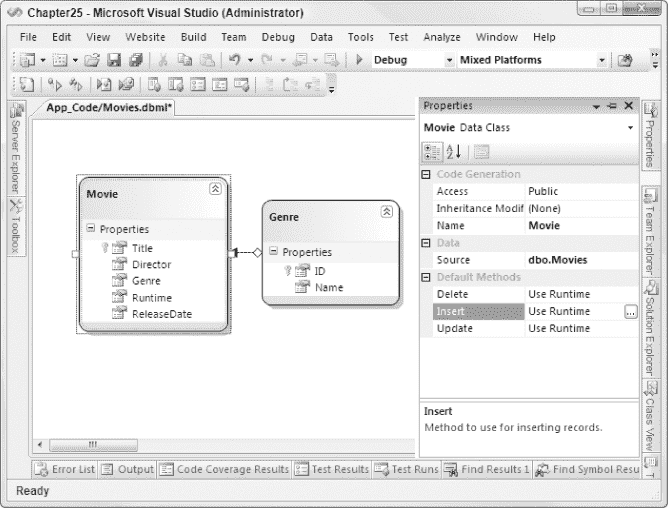 Chapter25 - Microsoft Visual Studio (Administrator)
File Edit View Website Build Team Debug Data Tools Test Analyze Window Help
Debug Mixed Platforms
App_Code/Movies.dbml*
Server Explorer
Toolbox
Movie
Properties
Title
Director
Genre
Runtime
ReleaseDate
Genre
Properties
ID
Name
Properties
Movie Data Class
Code Generation
Access Public
Inheritance Modif (None)
Name Movie
Data
Source dbo.Movies
Default Methods
Delete Use Runtime
Insert Use Runtime ...
Update Use Runtime
Insert
Method to use for inserting records.
Properties
Team Explorer
Solution Explorer
Class View
T
Error List Output Code Coverage Results Test Results Test Runs Find Results 1 Find Symbol Resu
Ready